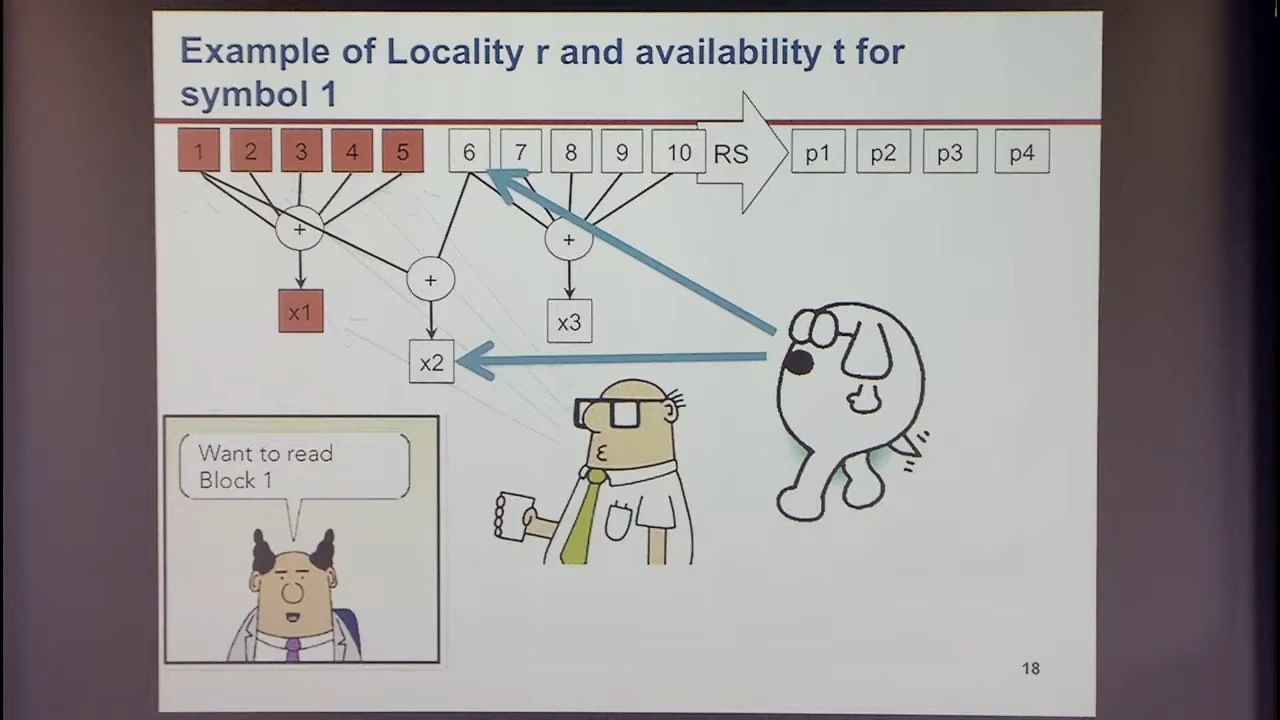 Example of Locality r and availability t for
symbol 1
1 2 3 4 5 6 7 8 9 10 RS p1 p2 p3 p4
+
+
+
x1
x3
x2
Want to read
Block 1
18